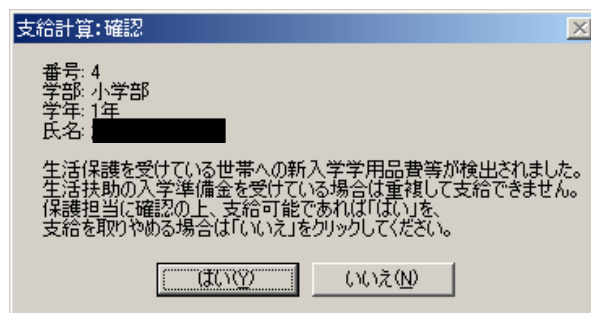 支給計算:確認
番号: 4
学部: 小学部
学年: 1年
氏名:
生活保護を受けている世帯への新入学学用品費等が検出されました。
生活扶助の入学準備金を受けている場合は重複して支給できません。
保護担当に確認の上、支給可能であれば「はい」を、
支給を取りやめる場合は「いいえ」をクリックしてください。
はい(Y) いいえ(N)